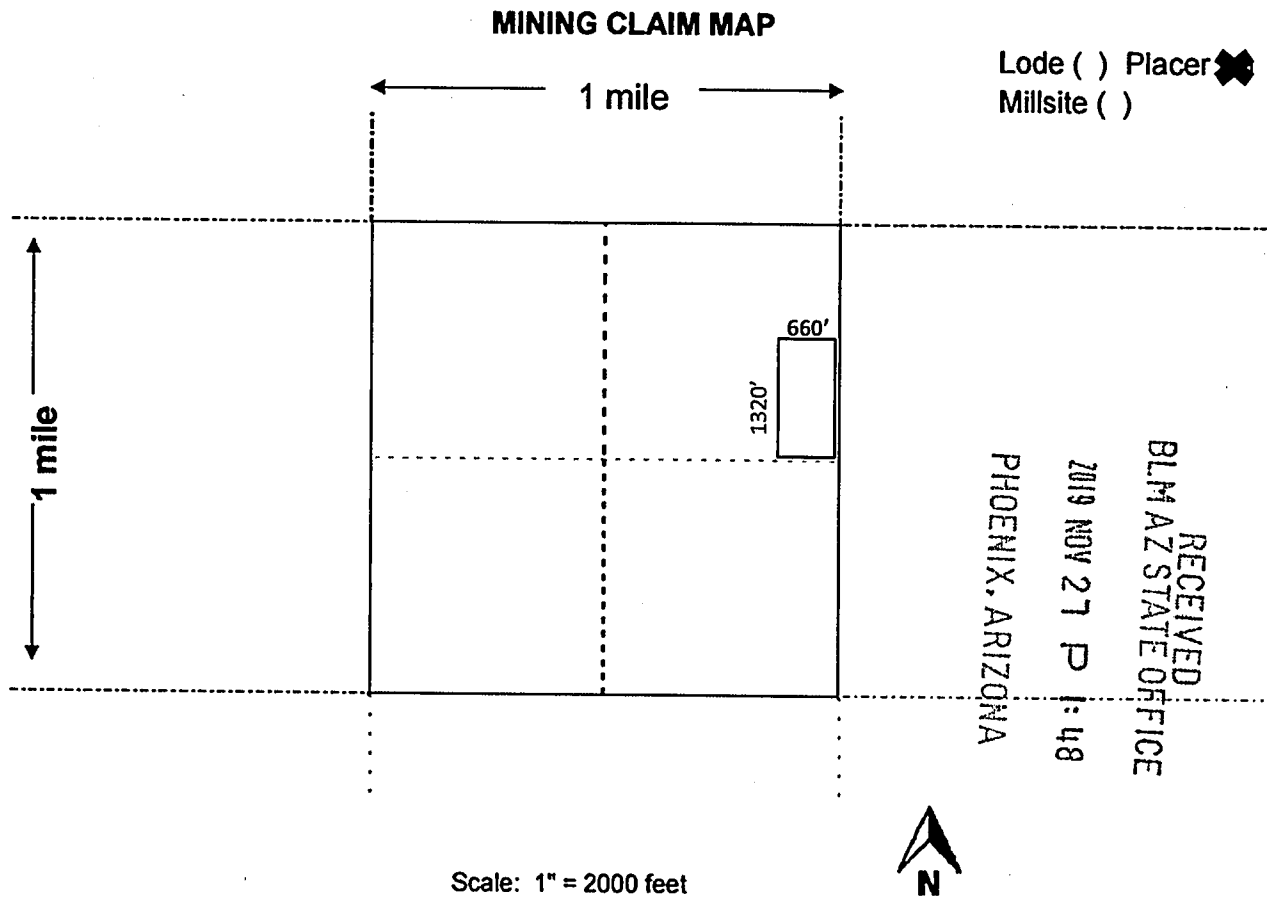 MINING CLAIM MAP
Lode ( ) Placer
Millsite ( )
1 mile
1 mile
660'
1320'
RECEIVED
BLM AZ STATE OFFICE
2019 NOV 27 P 1:48
PHOENIX, ARIZONA
Scale: 1" = 2000 feet
N